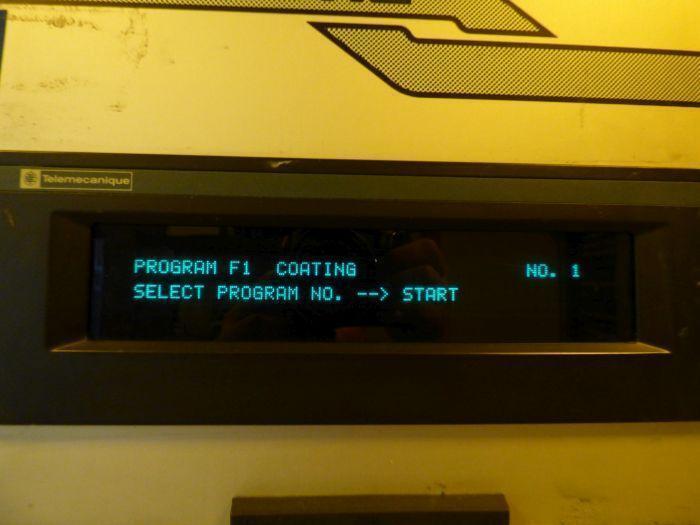 Telemecanique
PROGRAM F1 COATING NO. 1
SELECT PROGRAM NO. --> START